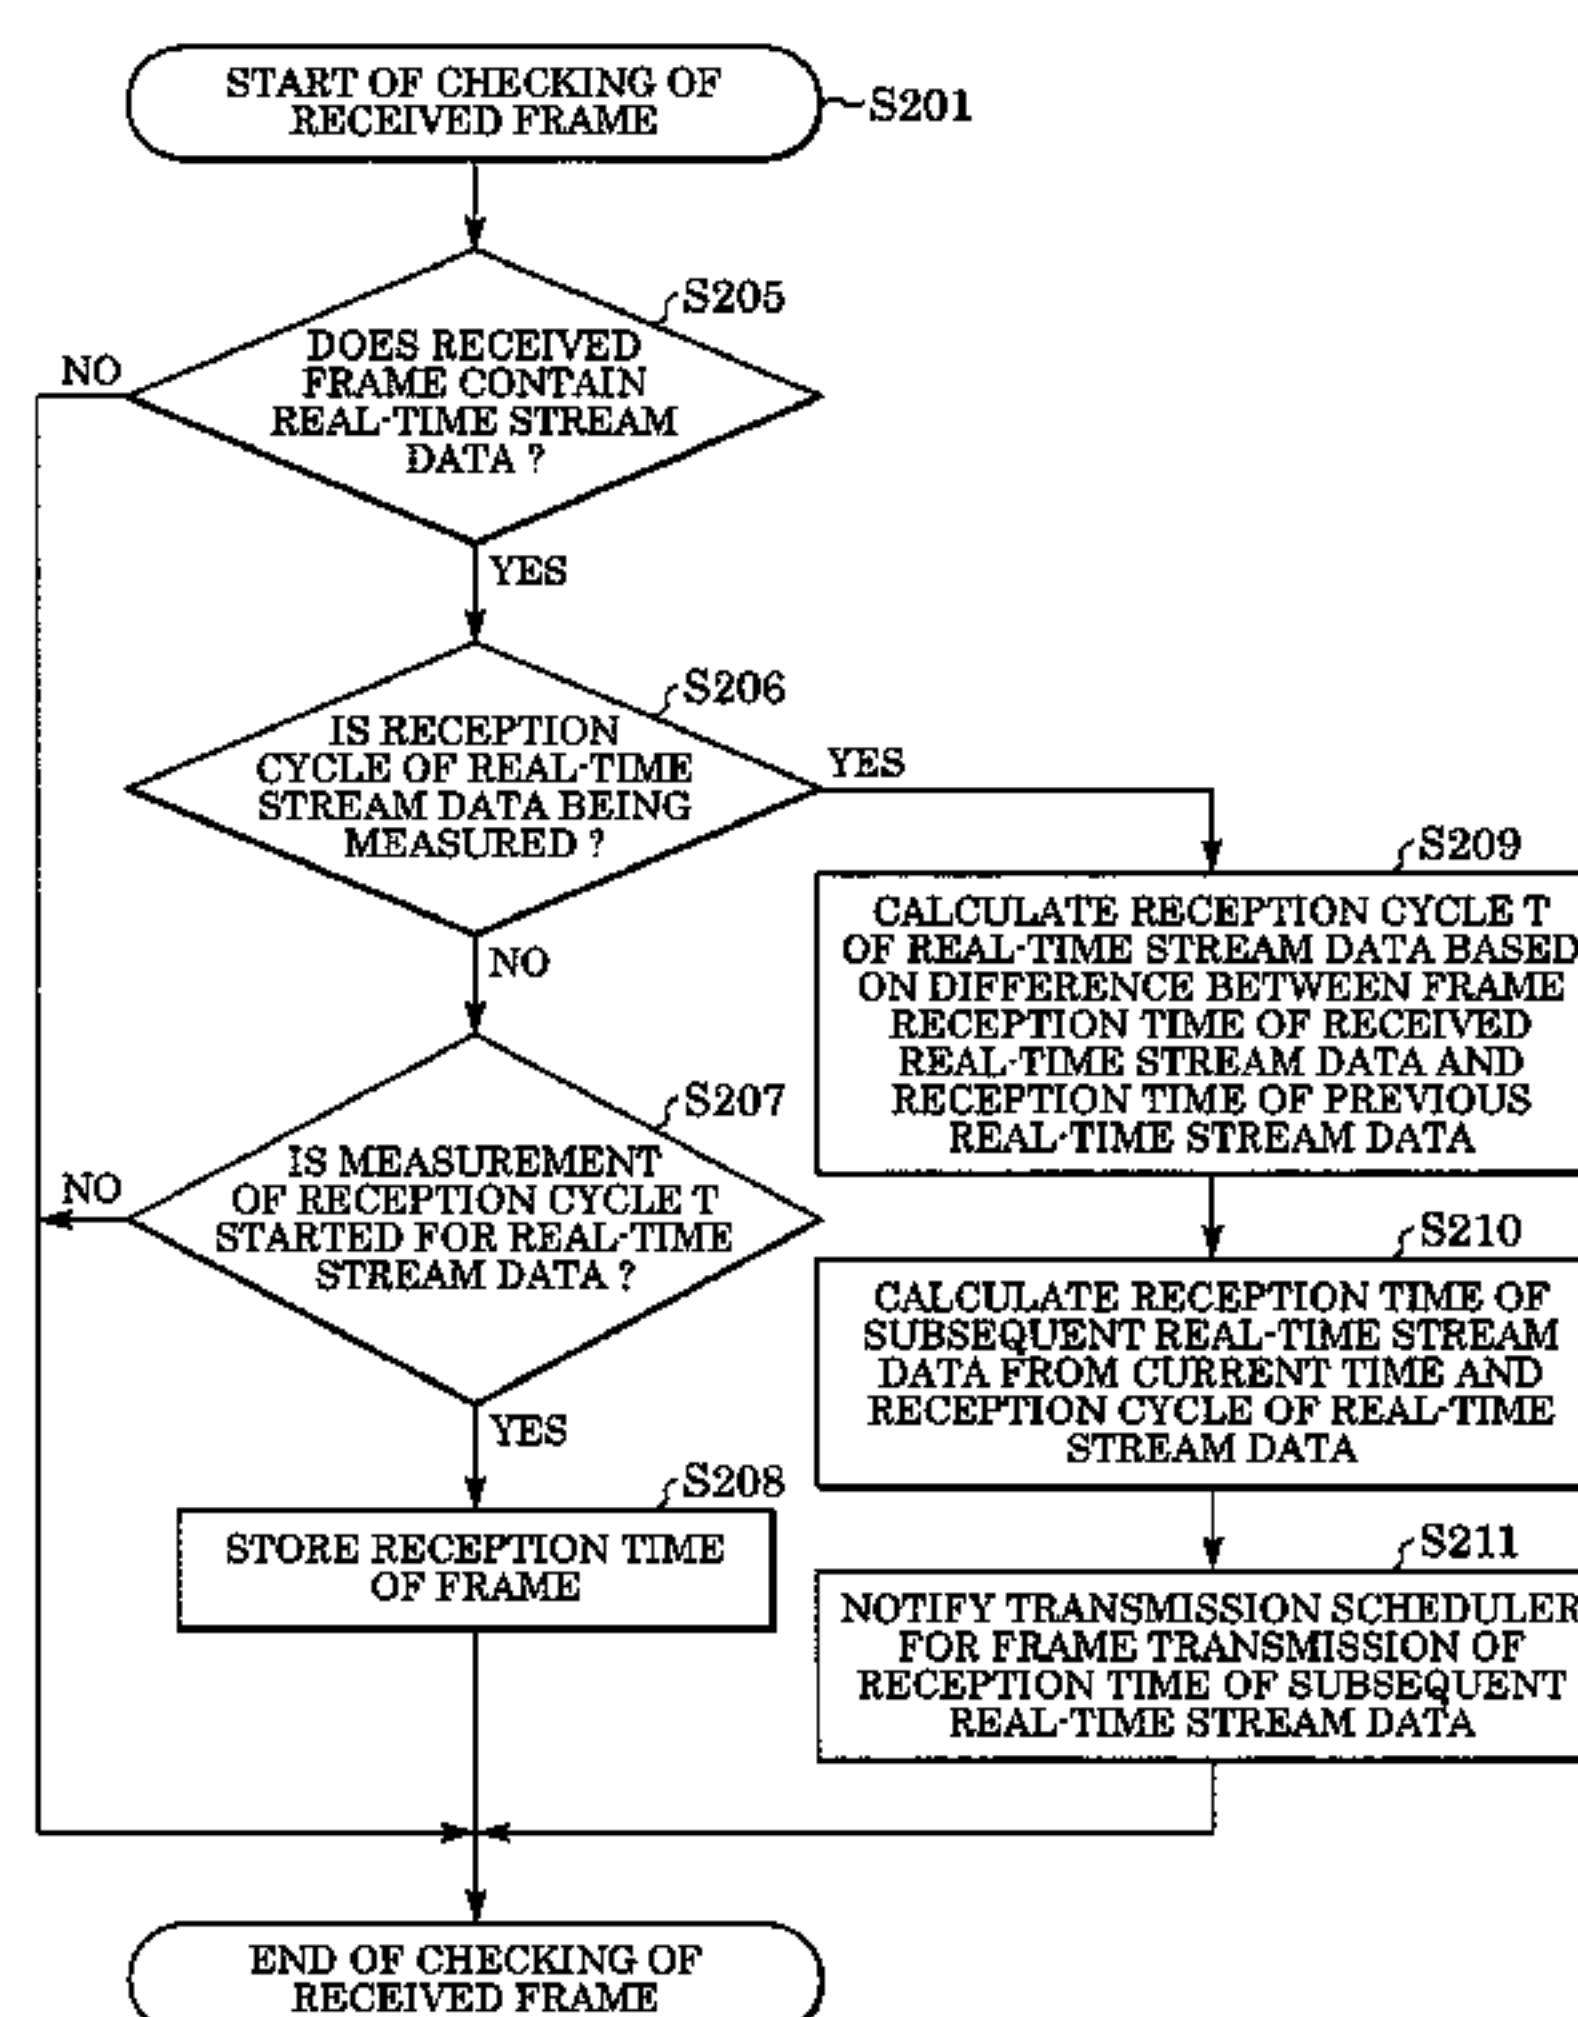 START OF CHECKING OF
RECEIVED FRAME
S201
S205
DOES RECEIVED
FRAME CONTAIN
REAL-TIME STREAM
DATA ?
NO
YES
S206
IS RECEPTION
CYCLE OF REAL-TIME
STREAM DATA BEING
MEASURED ?
YES
NO
S209
CALCULATE RECEPTION CYCLE T
OF REAL-TIME STREAM DATA BASED
ON DIFFERENCE BETWEEN FRAME
RECEPTION TIME OF RECEIVED
REAL-TIME STREAM DATA AND
RECEPTION TIME OF PREVIOUS
REAL-TIME STREAM DATA
S207
IS MEASUREMENT
OF RECEPTION CYCLE T
STARTED FOR REAL-TIME
STREAM DATA ?
NO
YES
S210
CALCULATE RECEPTION TIME OF
SUBSEQUENT REAL-TIME STREAM
DATA FROM CURRENT TIME AND
RECEPTION CYCLE OF REAL-TIME
STREAM DATA
S208
STORE RECEPTION TIME
OF FRAME
S211
NOTIFY TRANSMISSION SCHEDULER
FOR FRAME TRANSMISSION OF
RECEPTION TIME OF SUBSEQUENT
REAL-TIME STREAM DATA
END OF CHECKING OF
RECEIVED FRAME